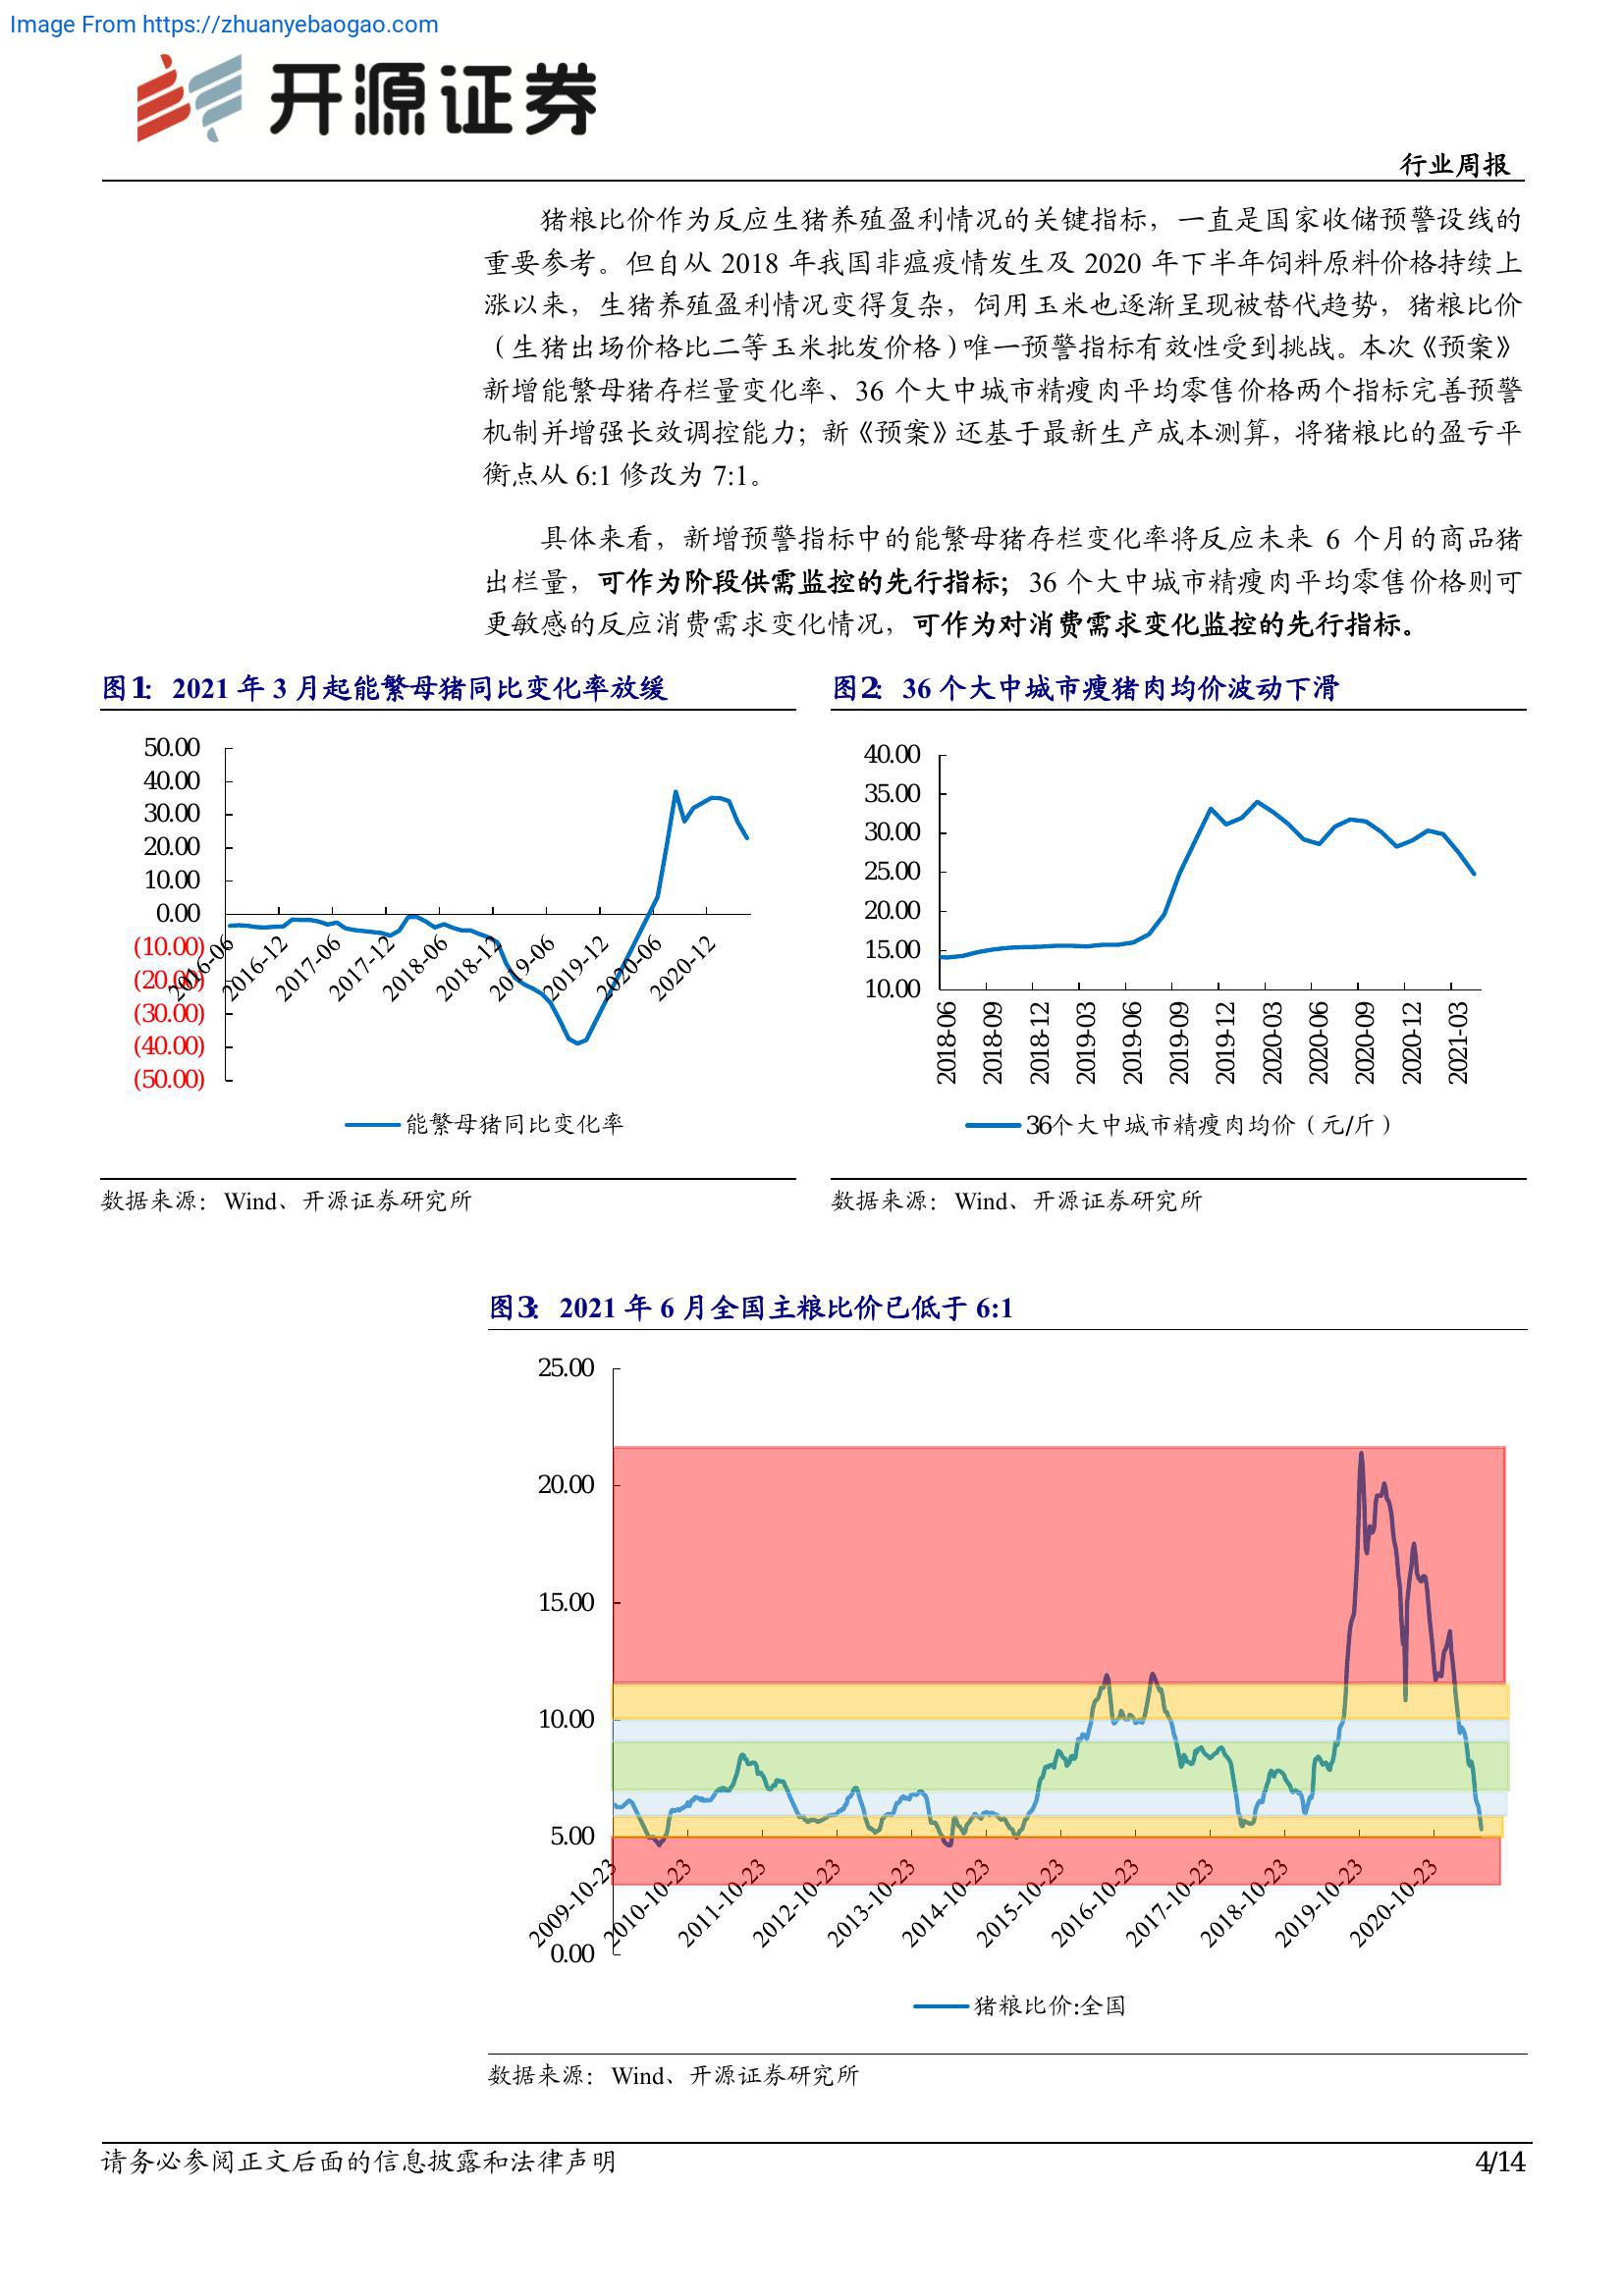 Image From https://zhuanyebaogao.com
开源证券
行业周报
猪粮比价作为反应生猪养殖盈利情况的关键指标，一直是国家收储预警设线的
重要参考。但自从 2018 年我国非瘟疫情发生及 2020 年下半年饲料原料价格持续上
涨以来，生猪养殖盈利情况变得复杂，饲用玉米也逐渐呈现被替代趋势，猪粮比价
（生猪出场价格比二等玉米批发价格）唯一预警指标有效性受到挑战。本次《预案》
新增能繁母猪存栏量变化率、36 个大中城市精瘦肉平均零售价格两个指标完善预警
机制并增强长效调控能力；新《预案》还基于最新生产成本测算，将猪粮比的盈亏平
衡点从 6:1 修改为 7:1。
具体来看，新增预警指标中的能繁母猪存栏变化率将反应未来 6 个月的商品猪
出栏量，可作为阶段供需监控的先行指标；36 个大中城市精瘦肉平均零售价格则可
更敏感的反应消费需求变化情况，可作为对消费需求变化监控的先行指标。
图1：2021 年 3 月起能繁母猪同比变化率放缓
50.00
40.00
30.00
20.00
10.00
0.00
(10.00)
(20.00)
(30.00)
(40.00)
(50.00)
2016-06
2016-12
2017-06
2017-12
2018-06
2018-12
2019-06
2019-12
2020-06
2020-12
能繁母猪同比变化率
数据来源：Wind、开源证券研究所
图2：36 个大中城市瘦猪肉均价波动下滑
40.00
35.00
30.00
25.00
20.00
15.00
10.00
2018-06
2018-09
2018-12
2019-03
2019-06
2019-09
2019-12
2020-03
2020-06
2020-09
2020-12
2021-03
36个大中城市精瘦肉均价（元/斤）
数据来源：Wind、开源证券研究所
图3：2021 年 6 月全国主粮比价已低于 6:1
25.00
20.00
15.00
10.00
5.00
0.00
2009-10-23
2010-10-23
2011-10-23
2012-10-23
2013-10-23
2014-10-23
2015-10-23
2016-10-23
2017-10-23
2018-10-23
2019-10-23
2020-10-23
猪粮比价:全国
数据来源：Wind、开源证券研究所
请务必参阅正文后面的信息披露和法律声明
4/14